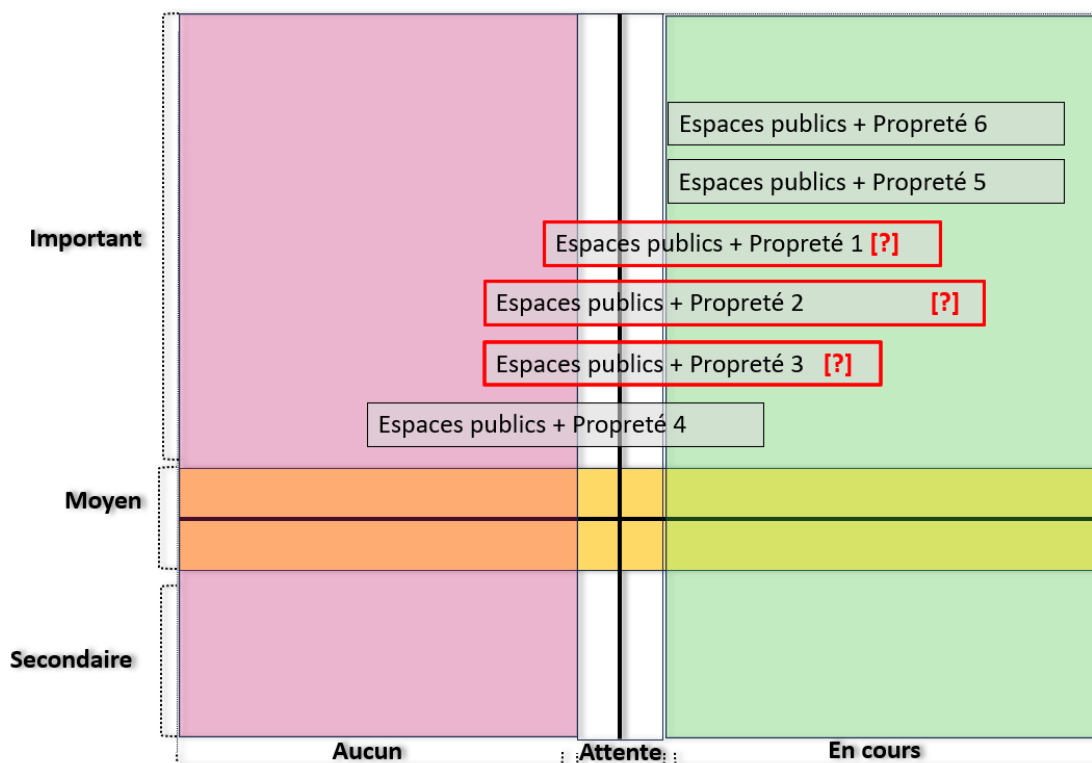 Espaces publics + Propreté 6
Espaces publics + Propreté 5
Important
Espaces publics + Propreté 1 [?]
Espaces publics + Propreté 2 [?]
Espaces publics + Propreté 3 [?]
Espaces publics + Propreté 4
Moyen
Secondaire
Aucun Attente En cours